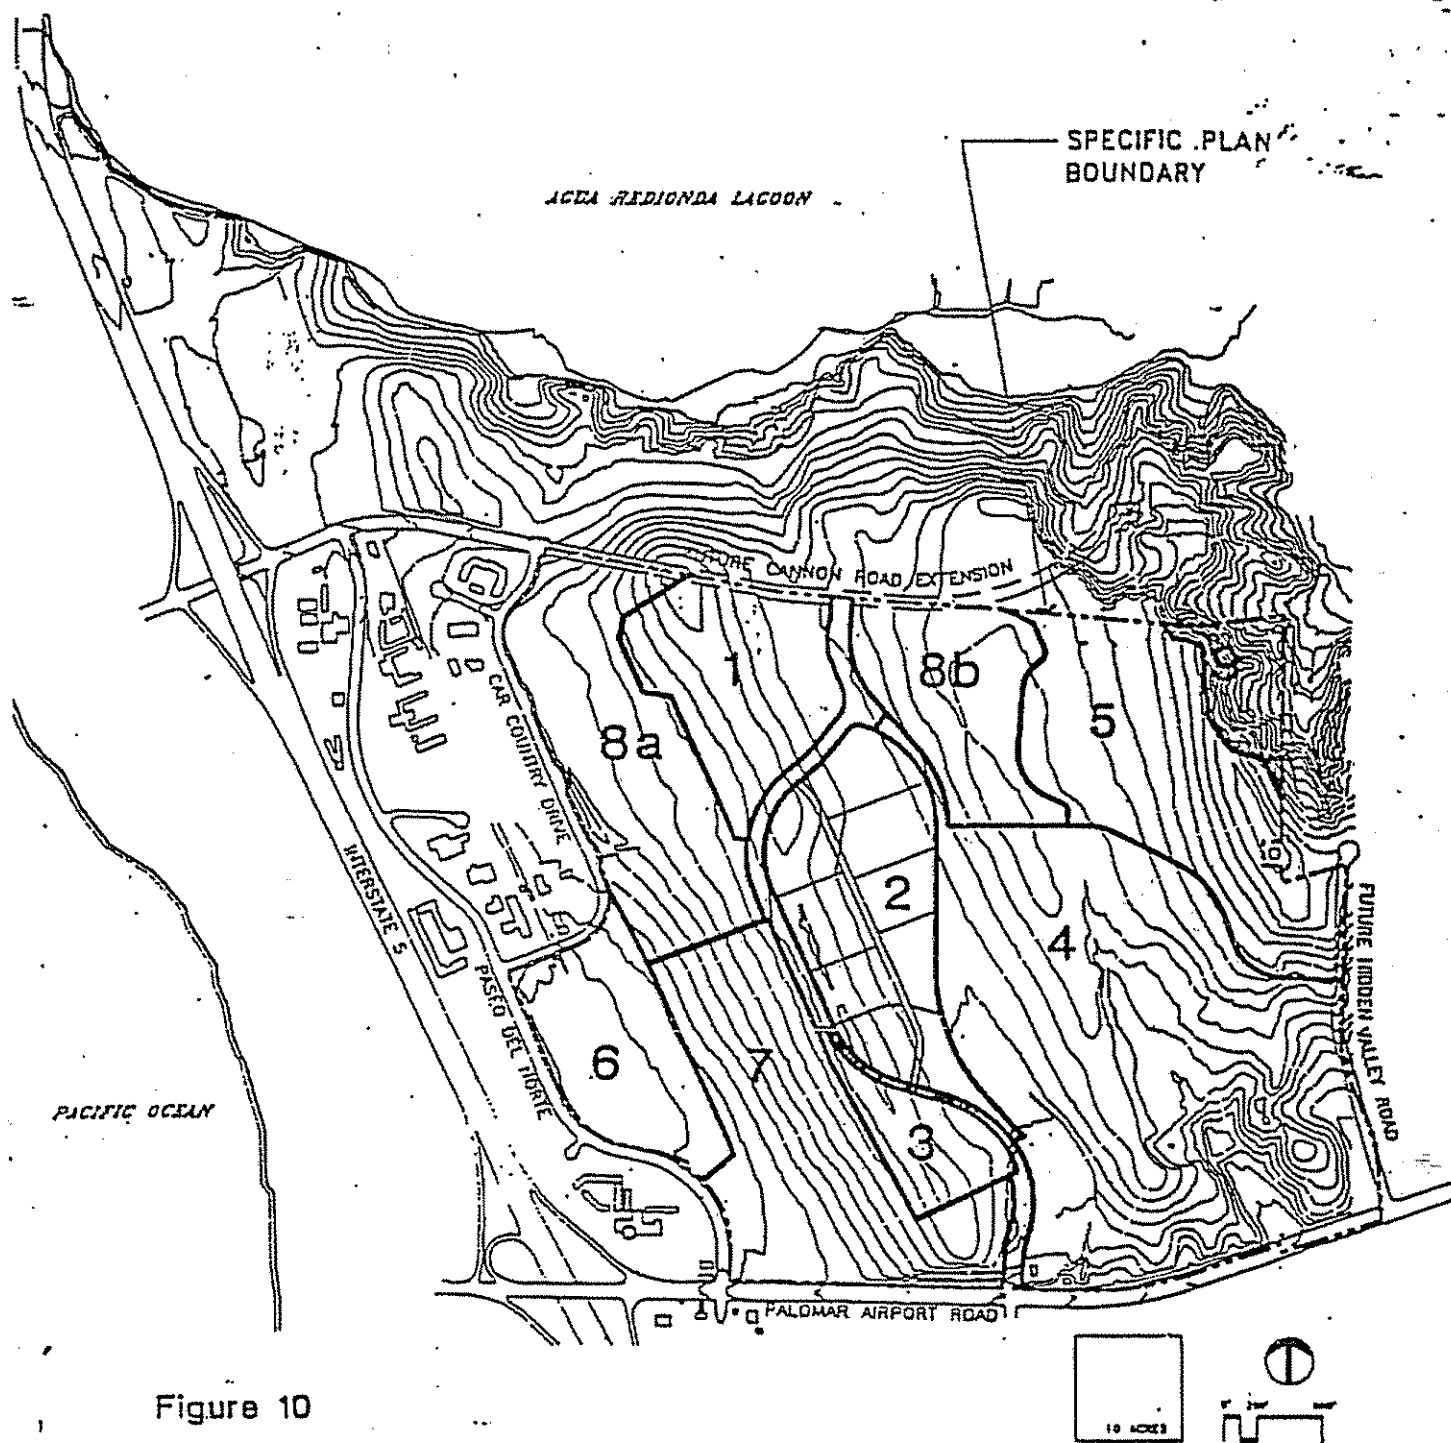 SPECIFIC PLAN
BOUNDARY
AGUA HEDIONDA LAGOON
FUTURE CANNON ROAD EXTENSION
1
8b
9
5
8a
CAR COUNTRY DRIVE
2
4
INTERSTATE 5
FUTURE HIDDEN VALLEY ROAD
PASEO DEL NORTE
6
7
3
PACIFIC OCEAN
PALOMAR AIRPORT ROAD
10 ACRES
Figure 10